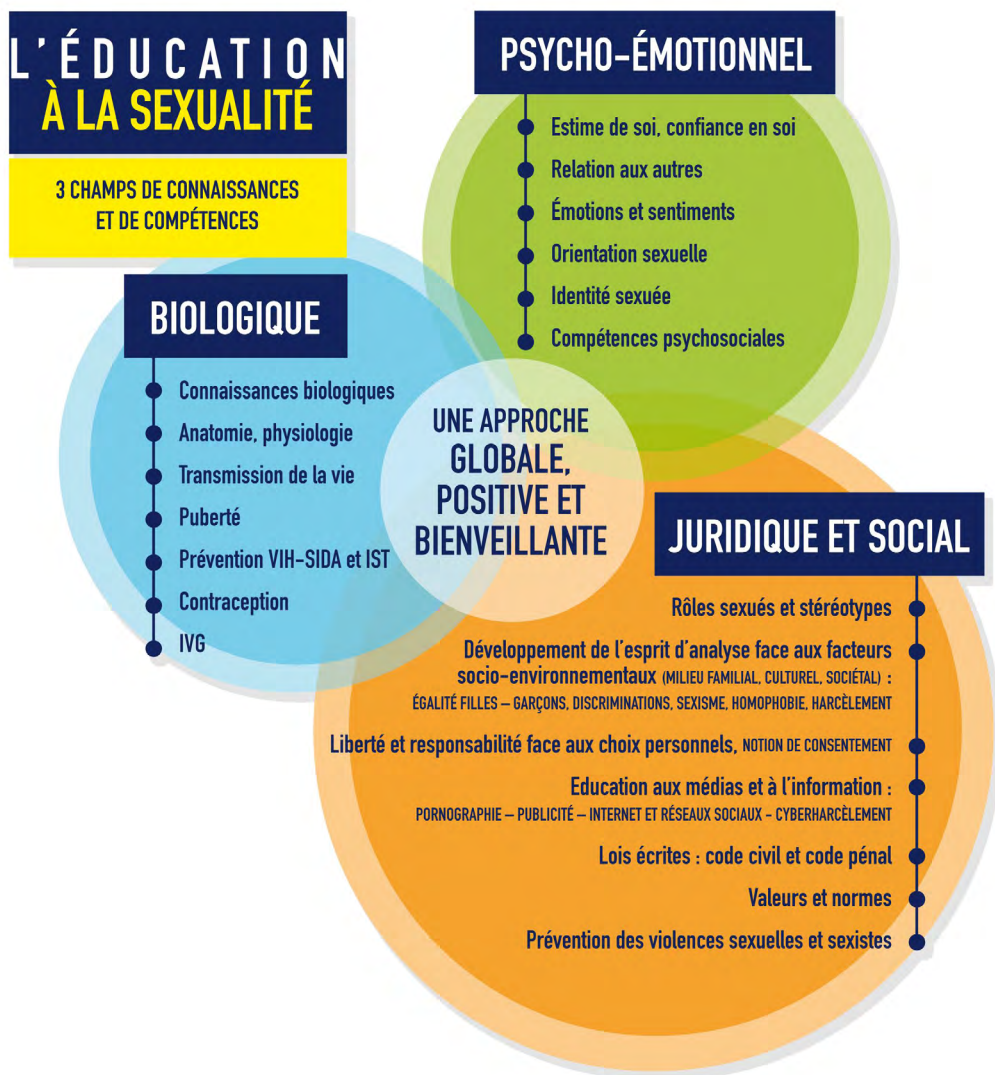 L'ÉDUCATION
À LA SEXUALITÉ
3 CHAMPS DE CONNAISSANCES
ET DE COMPÉTENCES
PSYCHO-ÉMOTIONNEL
Estime de soi, confiance en soi
Relation aux autres
Émotions et sentiments
Orientation sexuelle
Identité sexuée
Compétences psychosociales
BIOLOGIQUE
Connaissances biologiques
Anatomie, physiologie
Transmission de la vie
Puberté
Prévention VIH-SIDA et IST
Contraception
IVG
UNE APPROCHE
GLOBALE,
POSITIVE ET
BIENVEILLANTE
JURIDIQUE ET SOCIAL
Rôles sexués et stéréotypes
Développement de l'esprit d'analyse face aux facteurs
socio-environnementaux (MILIEU FAMILIAL, CULTUREL, SOCIÉTAL) :
ÉGALITÉ FILLES – GARÇONS, DISCRIMINATIONS, SEXISME, HOMOPHOBIE, HARCÈLEMENT
Liberté et responsabilité face aux choix personnels, NOTION DE CONSENTEMENT
Education aux médias et à l'information :
PORNOGRAPHIE – PUBLICITÉ – INTERNET ET RÉSEAUX SOCIAUX - CYBERHARCÈLEMENT
Lois écrites : code civil et code pénal
Valeurs et normes
Prévention des violences sexuelles et sexistes